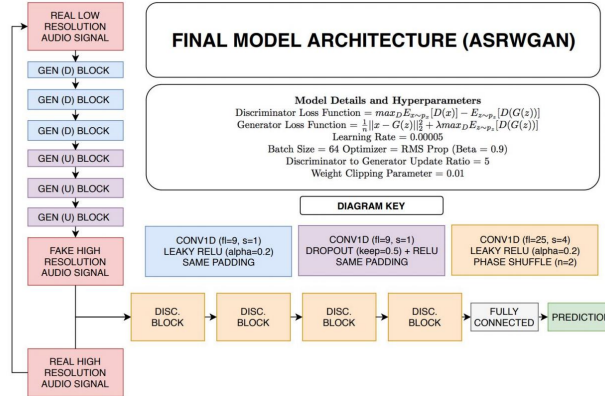 REAL LOW
RESOLUTION
AUDIO SIGNAL
GEN (D) BLOCK
GEN (D) BLOCK
GEN (D) BLOCK
GEN (U) BLOCK
GEN (U) BLOCK
GEN (U) BLOCK
FAKE HIGH
RESOLUTION
AUDIO SIGNAL
REAL HIGH
RESOLUTION
AUDIO SIGNAL
FINAL MODEL ARCHITECTURE (ASRWGAN)
Model Details and Hyperparameters
Discriminator Loss Function = max_D E_{x∼p_x}[D(x)] − E_{z∼p_z}[D(G(z))]
Generator Loss Function = 1/n ||x − G(z)||²₂ + λmax_D E_{z∼p_z}[D(G(z))]
Learning Rate = 0.00005
Batch Size = 64 Optimizer = RMS Prop (Beta = 0.9)
Discriminator to Generator Update Ratio = 5
Weight Clipping Parameter = 0.01
DIAGRAM KEY
CONV1D (fl=9, s=1)
LEAKY RELU (alpha=0.2)
SAME PADDING
CONV1D (fl=9, s=1)
DROPOUT (keep=0.5) + RELU
SAME PADDING
CONV1D (fl=25, s=4)
LEAKY RELU (alpha=0.2)
PHASE SHUFFLE (n=2)
DISC.
BLOCK
DISC.
BLOCK
DISC.
BLOCK
DISC.
BLOCK
FULLY
CONNECTED
PREDICTION